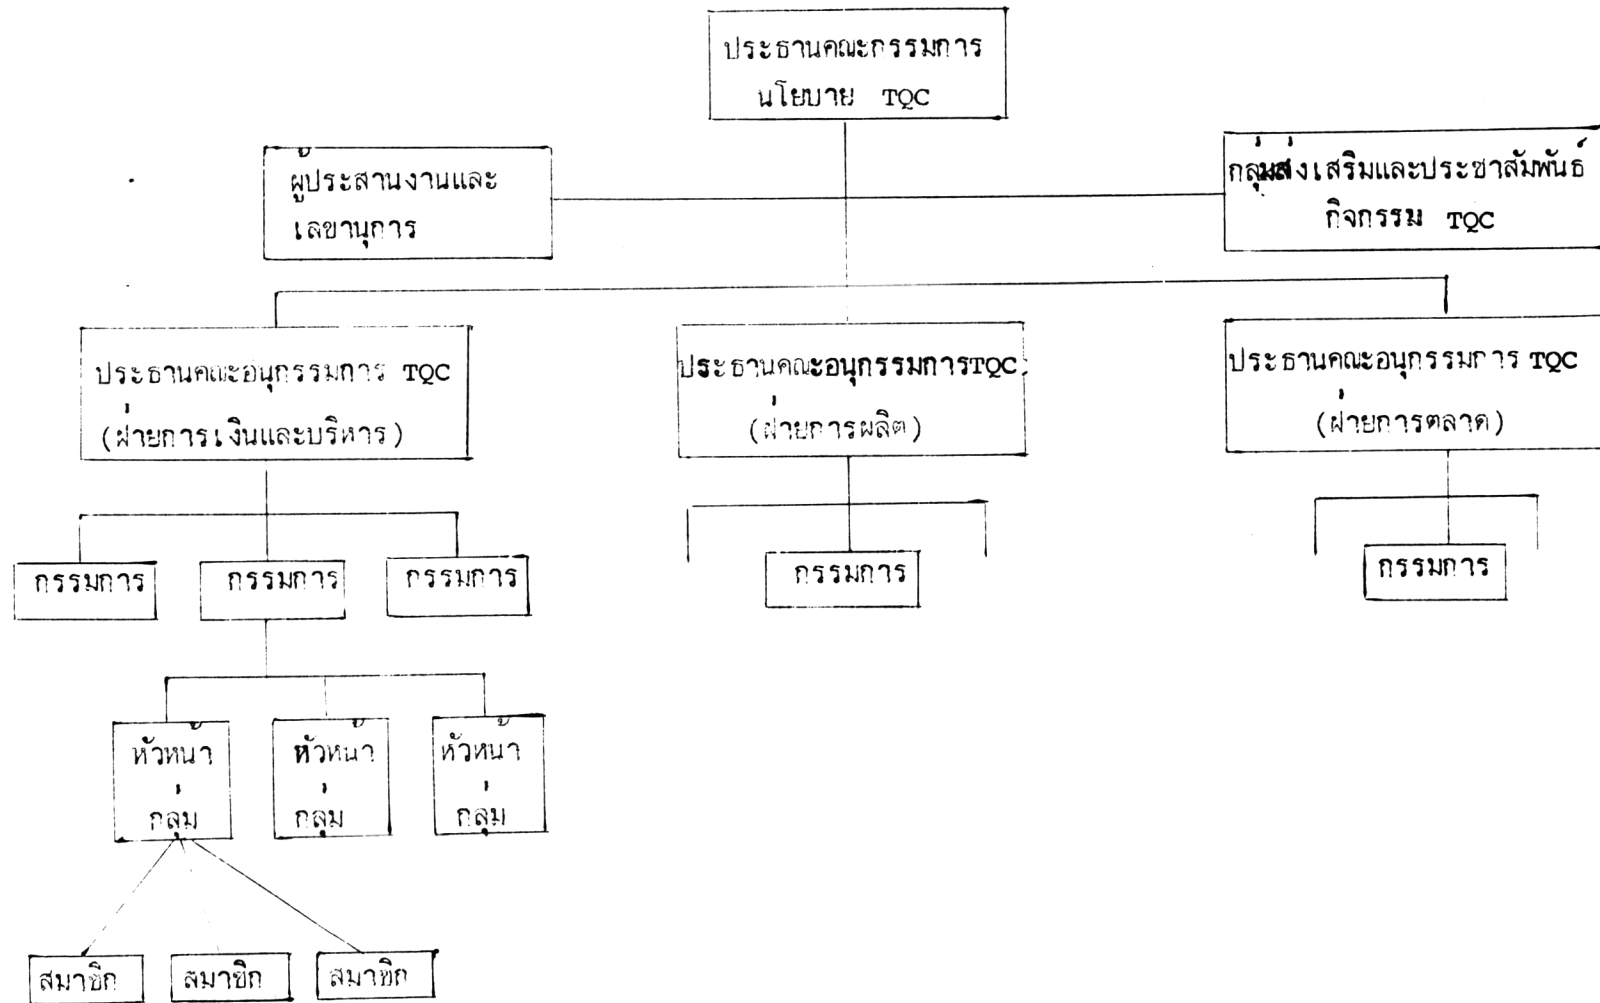 ประธานคณะกรรมการ
นโยบาย TQC
ผู้ประสานงานและ
เลขานุการ
กลุ่มส่งเสริมและประชาสัมพันธ์
กิจกรรม TQC
ประธานคณะอนุกรรมการ TQC
(ฝ่ายการเงินและบริหาร)
ประธานคณะอนุกรรมการTQC
(ฝ่ายการผลิต)
ประธานคณะอนุกรรมการ TQC
(ฝ่ายการตลาด)
กรรมการ
กรรมการ
กรรมการ
กรรมการ
กรรมการ
หัวหน้า
กลุ่ม
หัวหน้า
กลุ่ม
หัวหน้า
กลุ่ม
สมาชิก
สมาชิก
สมาชิก